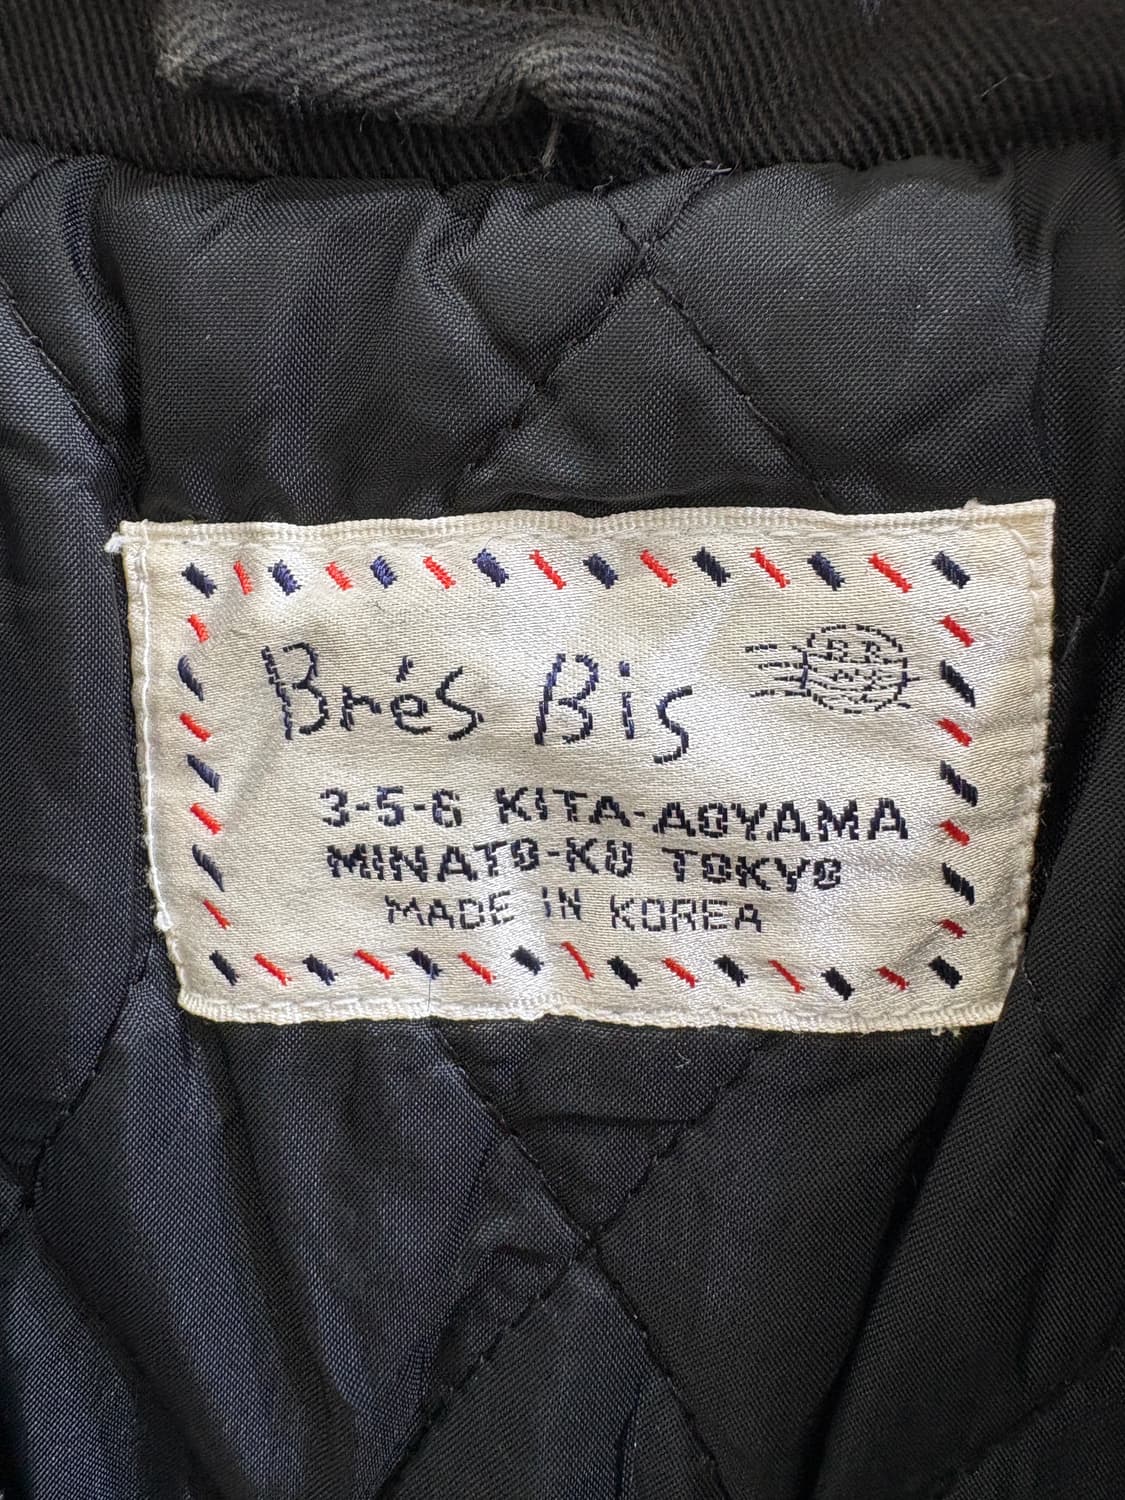 Brés Bis
3-5-6 KITA-AOYAMA
MINATO-KU TOKYO
MADE IN KOREA